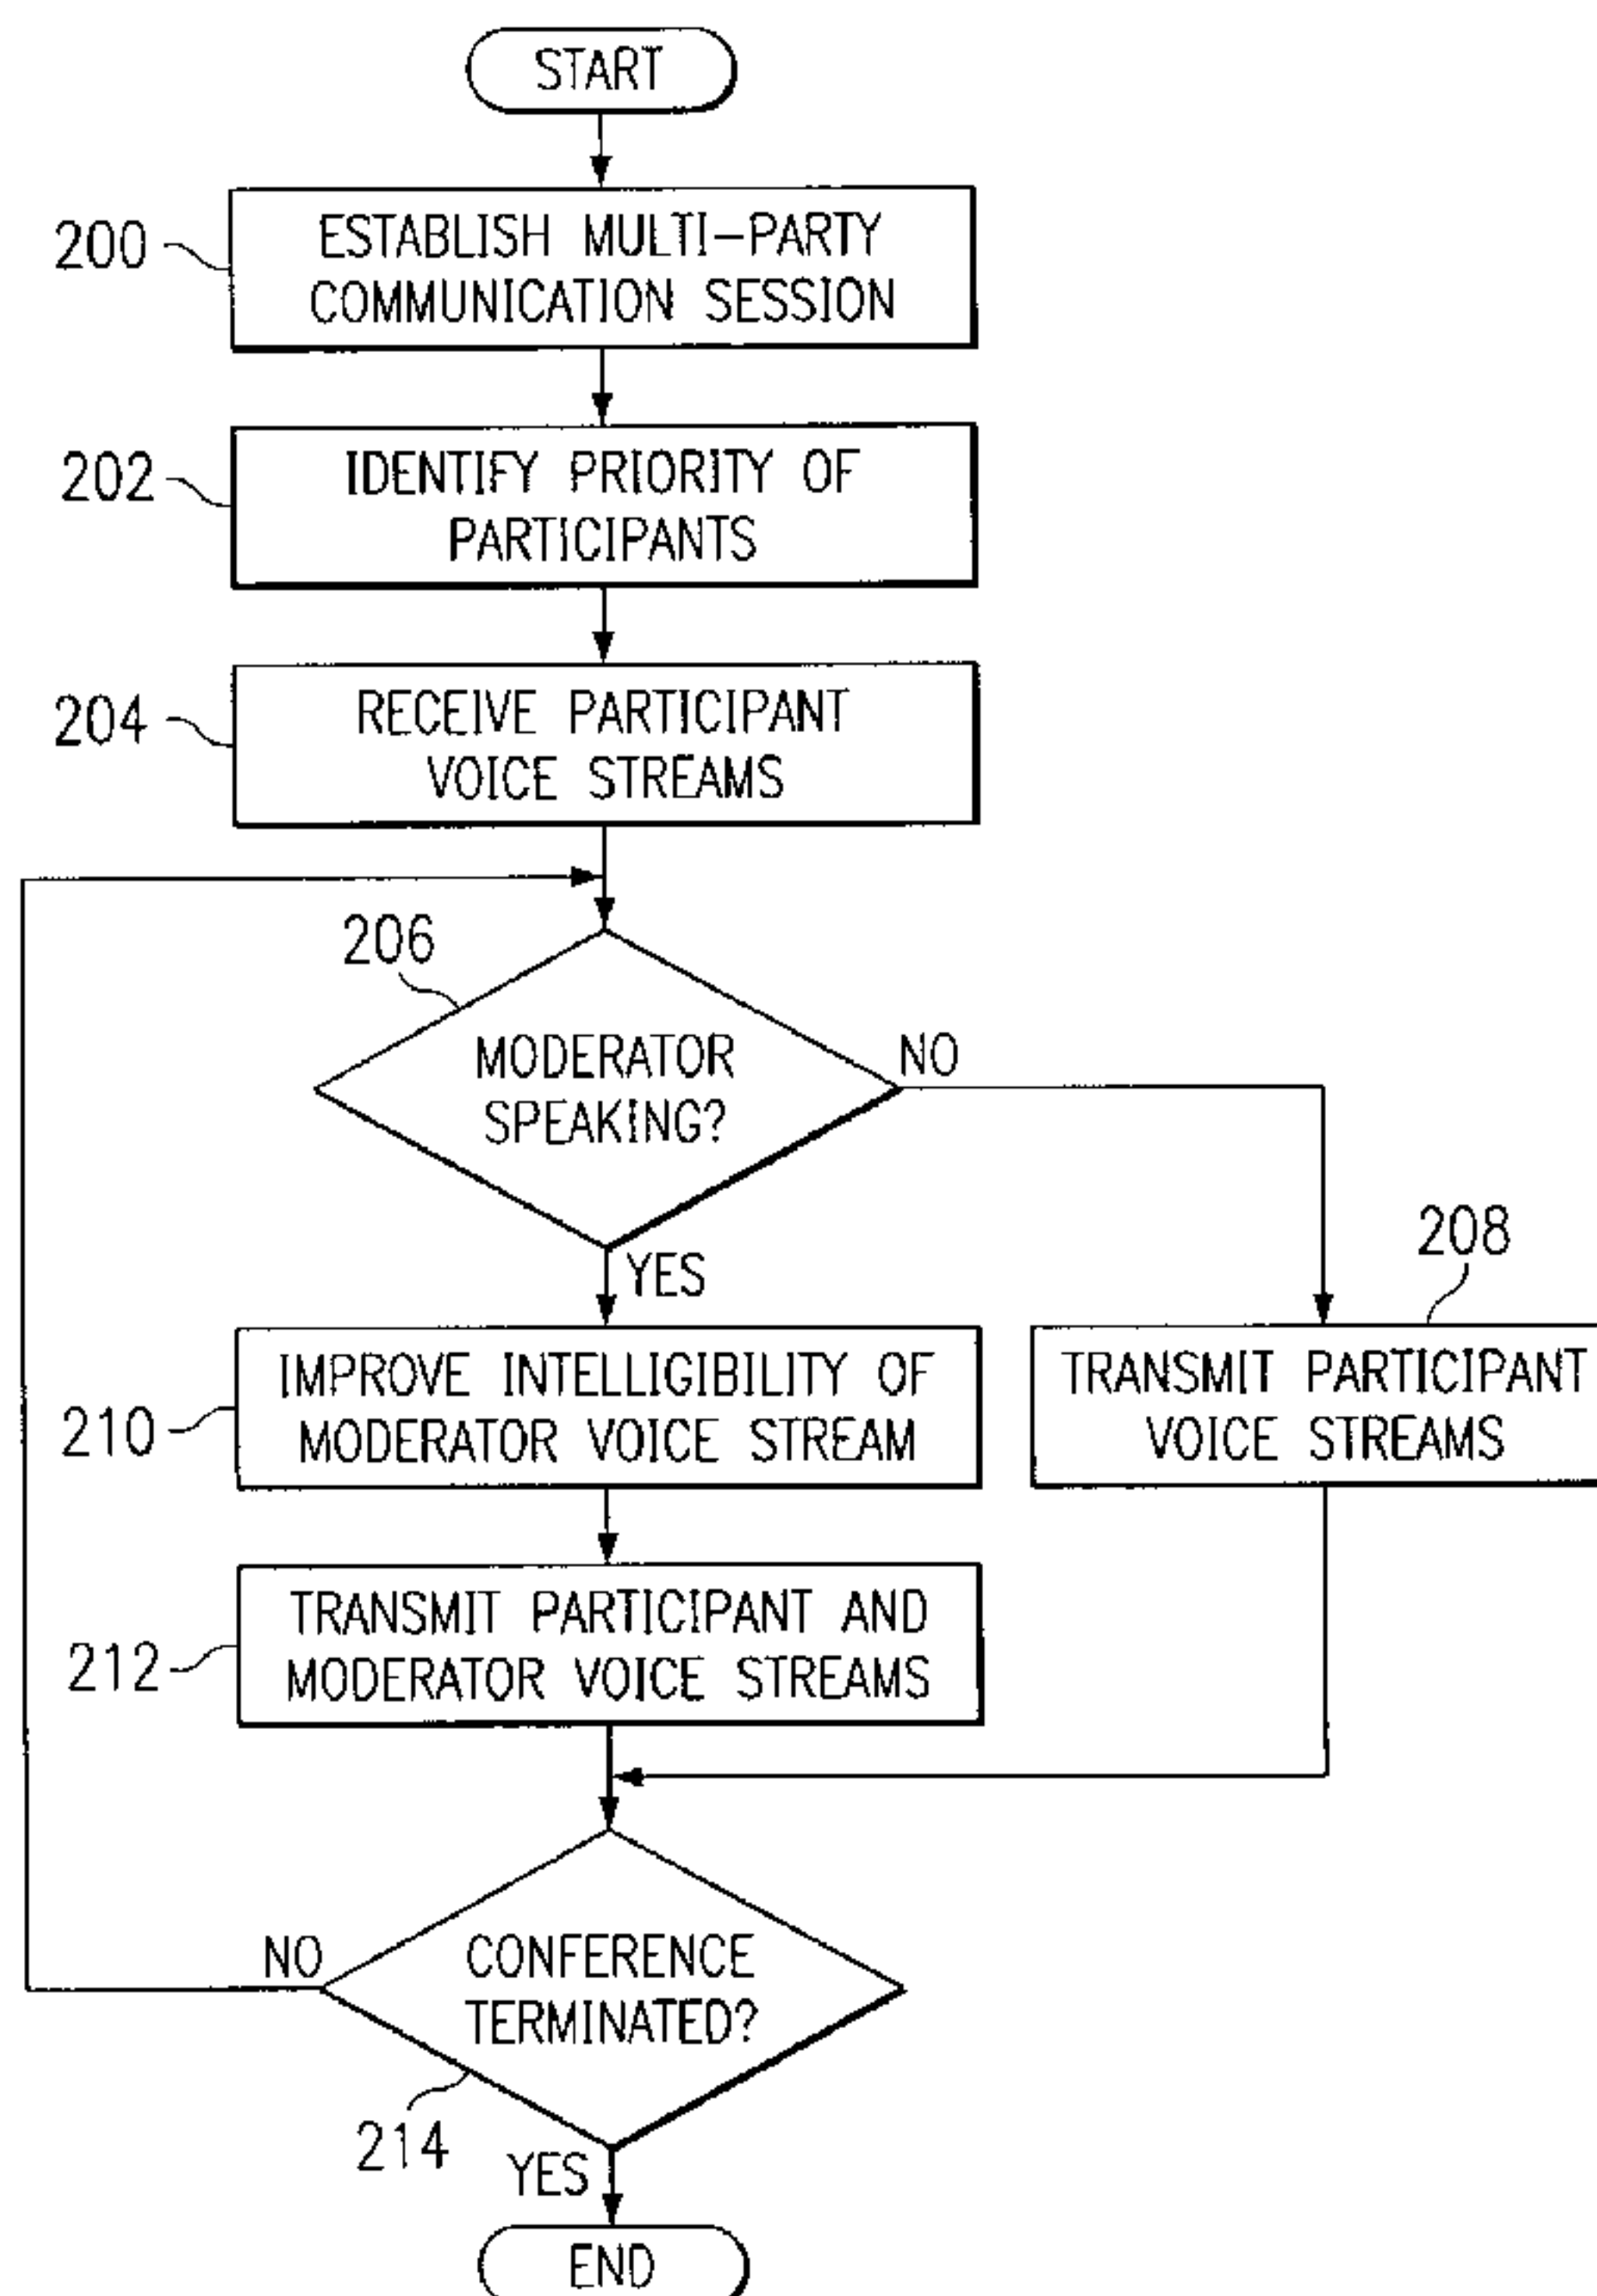 START
200
ESTABLISH MULTI-PARTY
COMMUNICATION SESSION
202
IDENTIFY PRIORITY OF
PARTICIPANTS
204
RECEIVE PARTICIPANT
VOICE STREAMS
206
MODERATOR
SPEAKING?
NO
YES
208
TRANSMIT PARTICIPANT
VOICE STREAMS
210
IMPROVE INTELLIGIBILITY OF
MODERATOR VOICE STREAM
212
TRANSMIT PARTICIPANT AND
MODERATOR VOICE STREAMS
NO
CONFERENCE
TERMINATED?
214
YES
END